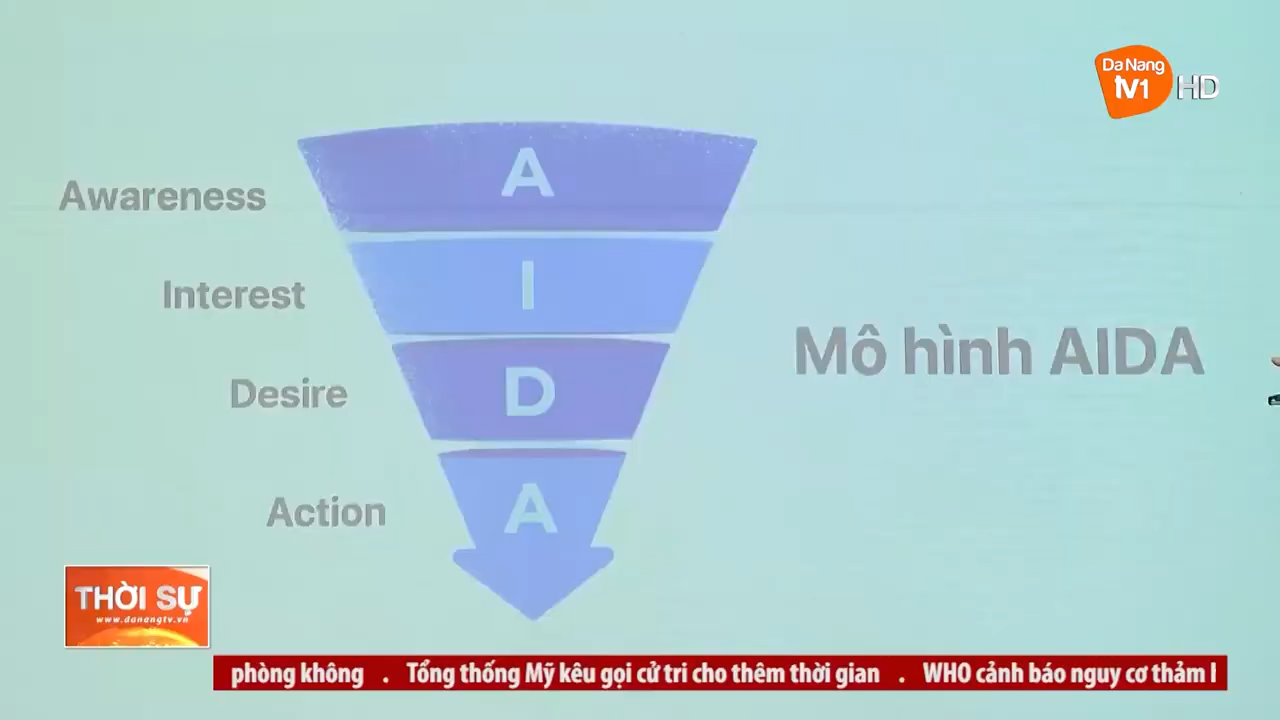 Da Nang
TV1 HD
A
Awareness
I
Interest
Mô hình AIDA
D
Desire
A
Action
THỜI SỰ
www.danangtv.vn
phòng không . Tổng thống Mỹ kêu gọi cử tri cho thêm thời gian . WHO cảnh báo nguy cơ thảm